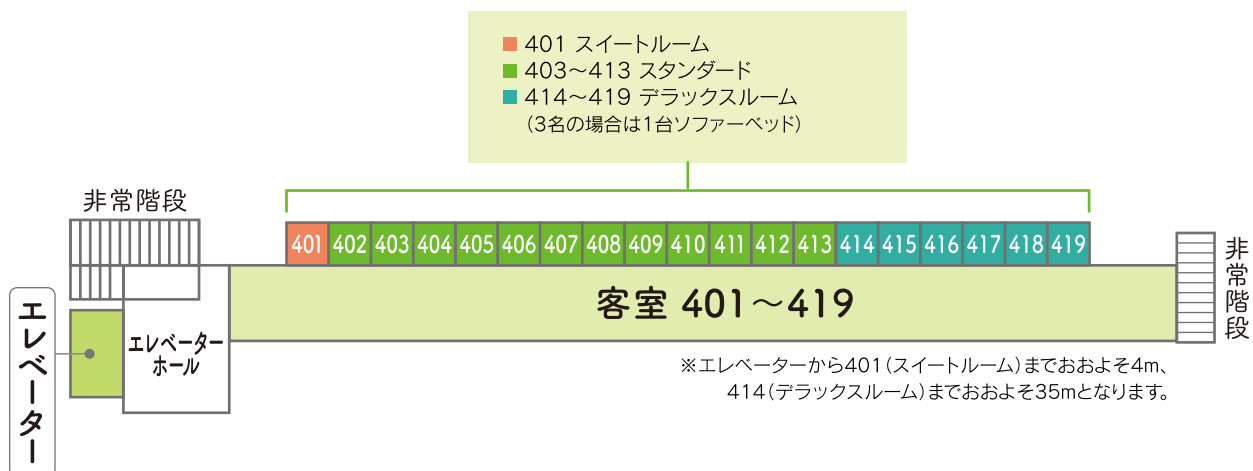 401 スイートルーム
403～413 スタンダード
414～419 デラックスルーム
（3名の場合は1台ソファーベッド）
非常階段
401 402 403 404 405 406 407 408 409 410 411 412 413 414 415 416 417 418 419
非常階段
客室 401～419
エレベーター
エレベーター
ホール
※エレベーターから401（スイートルーム）までおおよそ4m、
414（デラックスルーム）までおおよそ35mとなります。